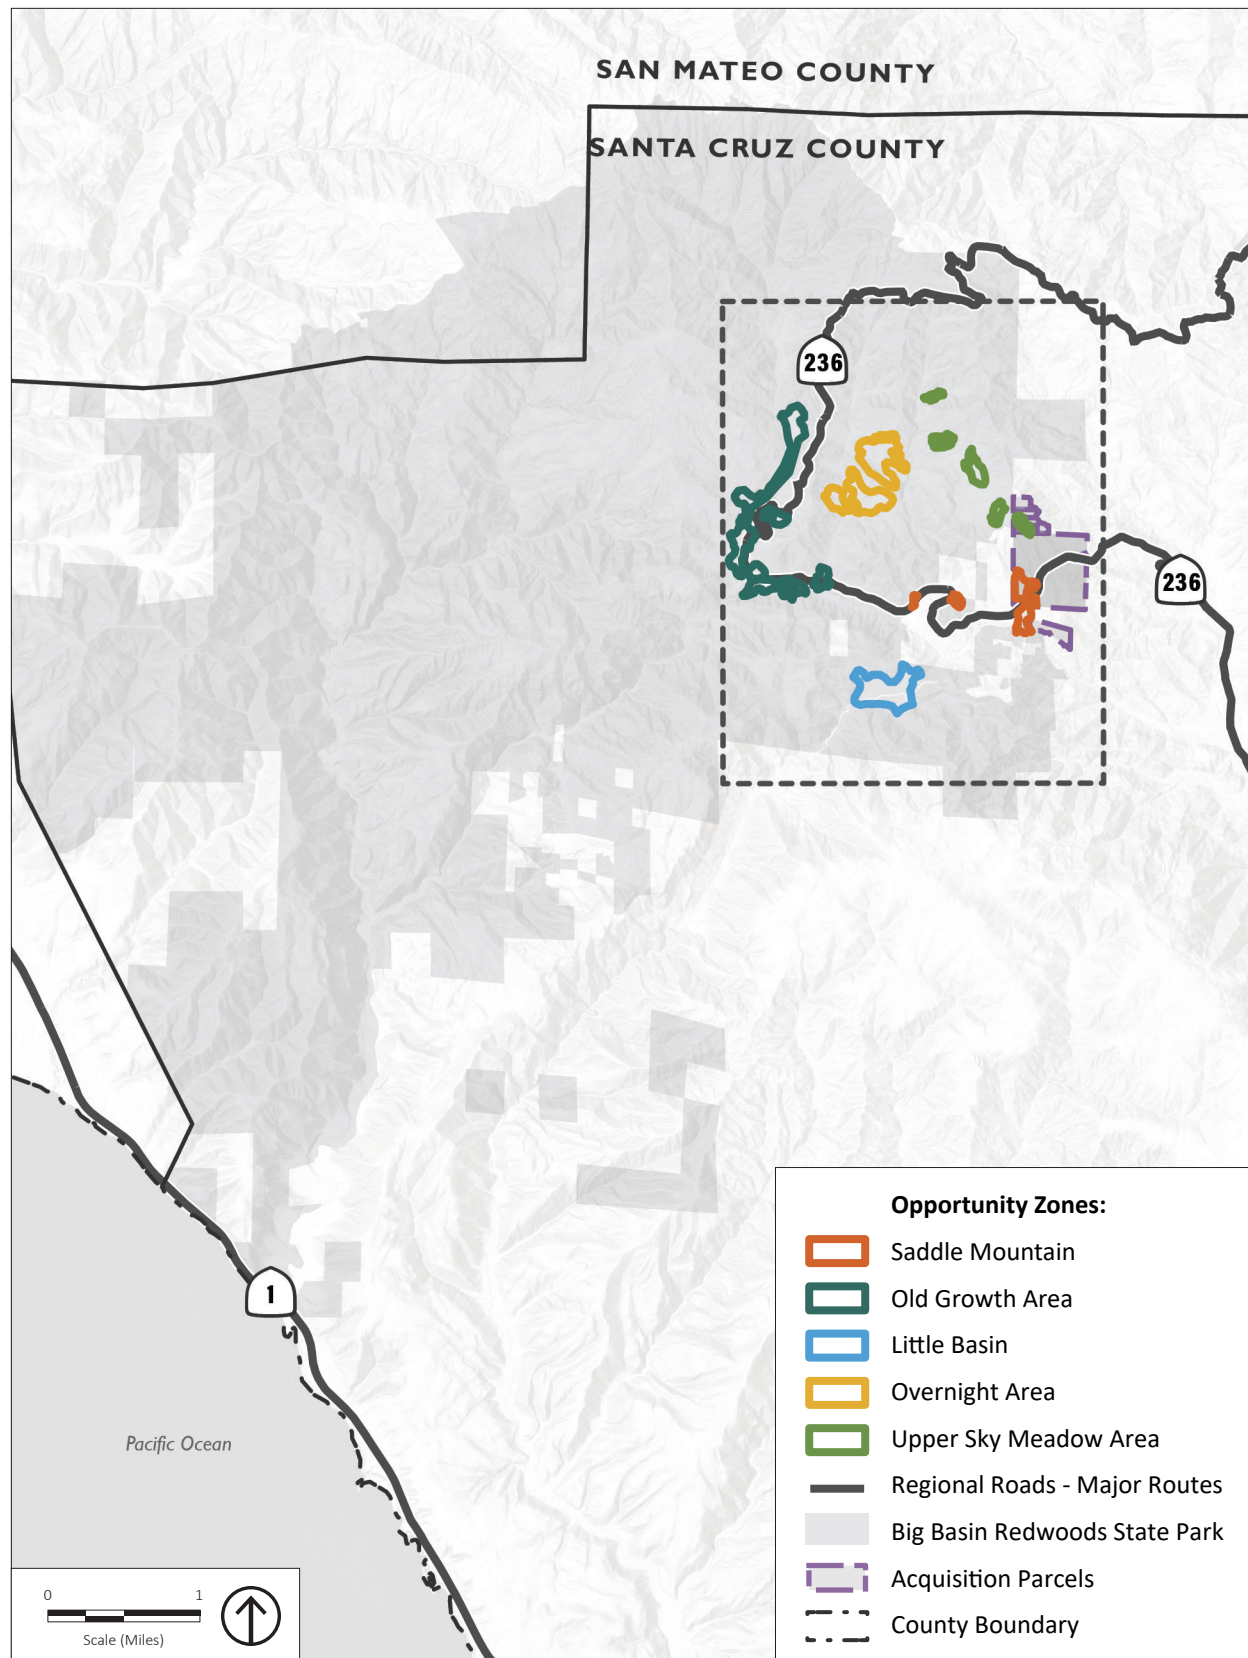 SAN MATEO COUNTY
SANTA CRUZ COUNTY
236
236
1
Pacific Ocean
Opportunity Zones:
Saddle Mountain
Old Growth Area
Little Basin
Overnight Area
Upper Sky Meadow Area
Regional Roads - Major Routes
Big Basin Redwoods State Park
Acquisition Parcels
County Boundary
0 1
Scale (Miles)